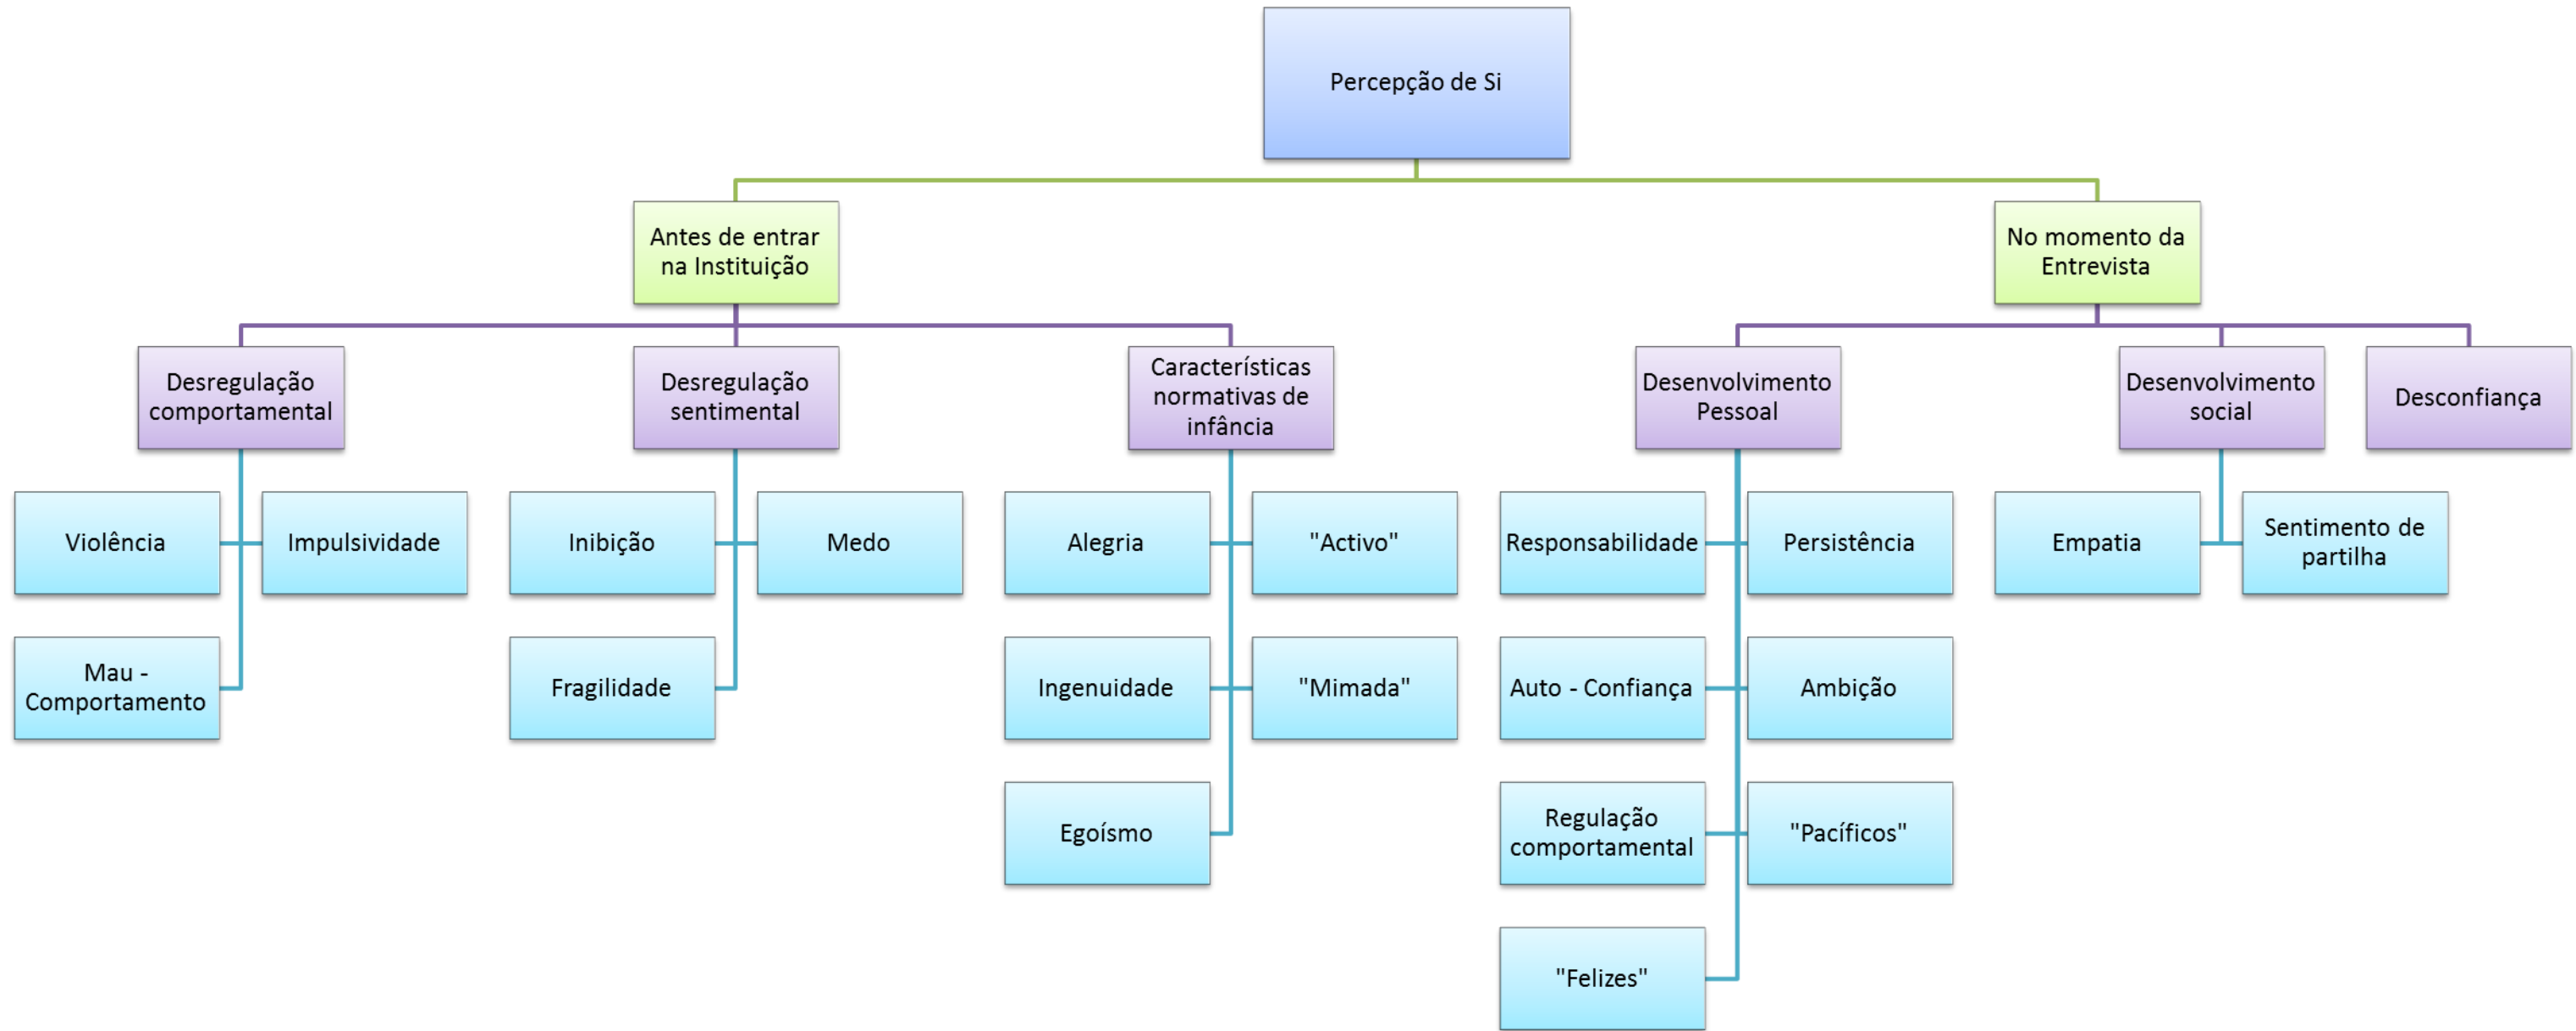 Percepção de Si
Antes de entrar
na Instituição
No momento da
Entrevista
Desregulação
comportamental
Desregulação
sentimental
Características
normativas de
infância
Desenvolvimento
Pessoal
Desenvolvimento
social
Desconfiança
Violência
Impulsividade
Inibição
Medo
Alegria
"Activo"
Responsabilidade
Persistência
Empatia
Sentimento de
partilha
Mau -
Comportamento
Fragilidade
Ingenuidade
"Mimada"
Auto - Confiança
Ambição
Egoísmo
Regulação
comportamental
"Pacíficos"
"Felizes"